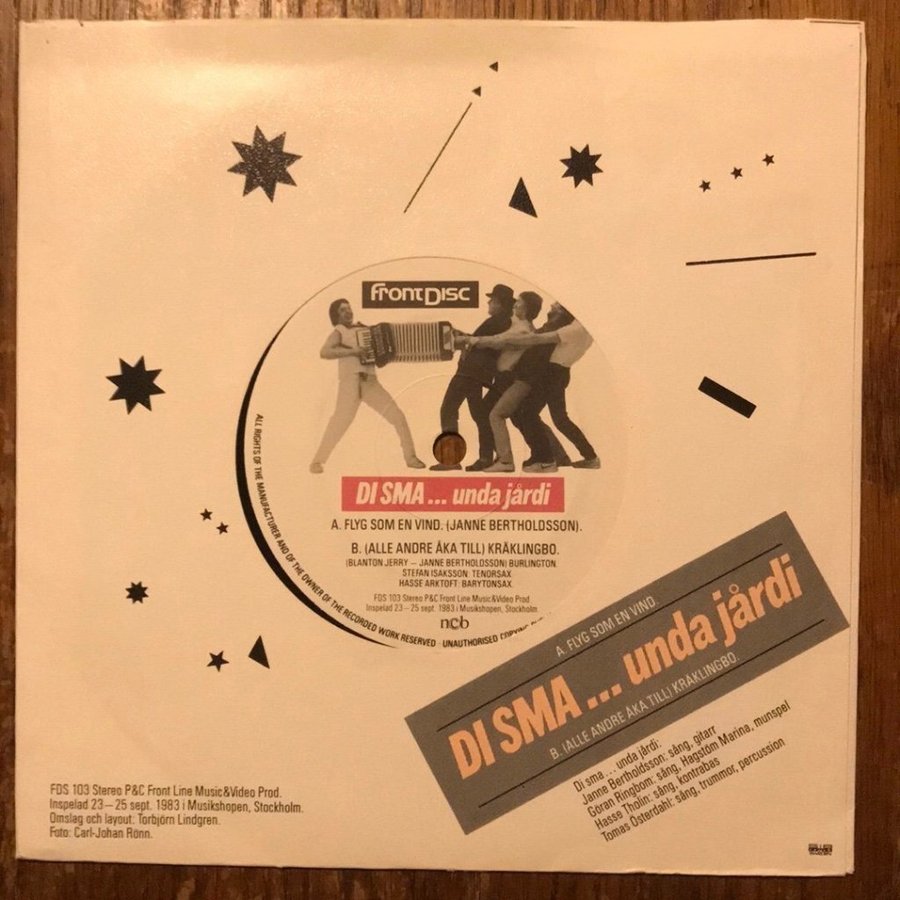 FRONT DISC
DI SMA... unda jårdi
A. FLYG SOM EN VIND. (JANNE BERTHOLDSSON).
B. (ALLE ANDRE ÅKA TILL) KRÄKLINGBO.
(BLANTON JERRY – JANNE BERTHOLDSSON) BURLINGTON.
STEFAN ISAKSSON: TENORSAX.
HASSE ARKTOFT: BARYTONSAX.
FDS 103 Stereo P&C Front Line Music&Video Prod
Inspelad 23–25 sept. 1983 i Musikshopen, Stockholm.
ncb
ALL RIGHTS OF THE MANUFACTURER AND OF THE OWNER OF THE RECORDED WORK RESERVED · UNAUTHORISED COPYING
A. FLYG SOM EN VIND.
DI SMA... unda jårdi
B. (ALLE ANDRE ÅKA TILL) KRÄKLINGBO.
Di sma... unda jårdi:
Janne Bertholdsson: sång, gitarr
Göran Ringbom: sång, Hagstöm Marina, munspel
Hasse Tholin: sång, kontrabas
Tomas Österdahl: sång, trummor, percussion
FDS 103 Stereo P&C Front Line Music&Video Prod.
Inspelad 23–25 sept. 1983 i Musikshopen, Stockholm.
Omslag och layout: Torbjörn Lindgren.
Foto: Carl-Johan Rönn.